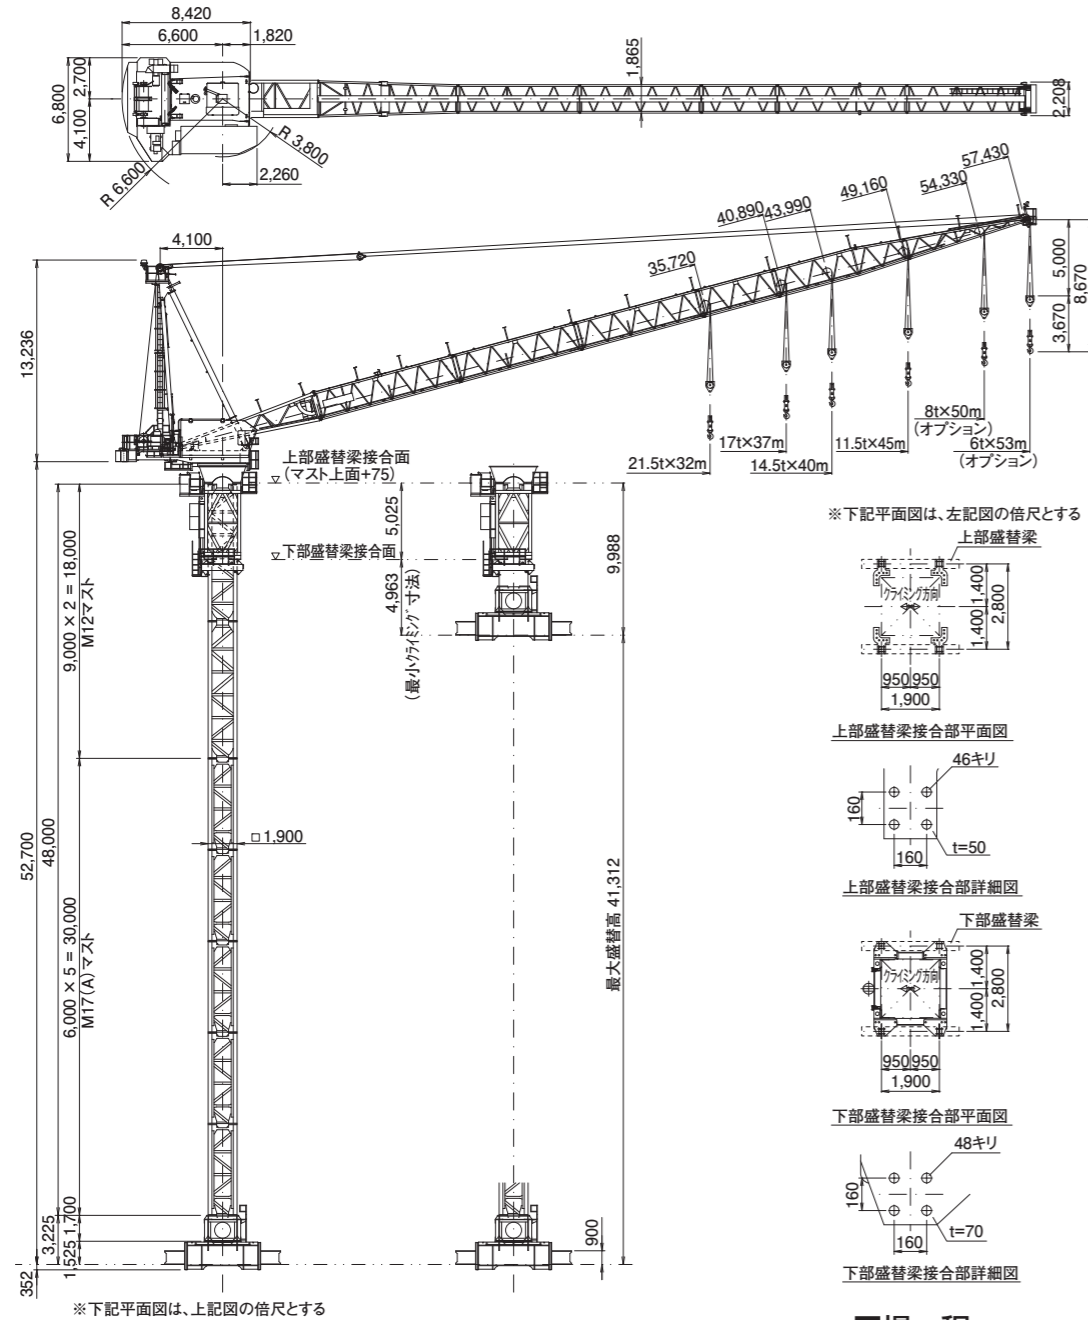 8,420
6,600
1,820
6,800
2,700
4,100
R 6,600
R 3,800
2,260
1,865
2,208
4,100
13,236
35,720
40,890
43,990
49,160
54,330
57,430
5,000
3,670
8,670
21.5t×32m
17t×37m
14.5t×40m
11.5t×45m
8t×50m
(オプション)
6t×53m
(オプション)
上部盛替梁接合面
(マスト上面+75)
下部盛替梁接合面
5,025
4,963
(最小クライミング寸法)
9,988
最大盛替高 41,312
52,700
48,000
9,000 × 2 = 18,000
M12マスト
6,000 × 5 = 30,000
M17(A)マスト
□1,900
3,225
1,700
1,525
352
900
※下記平面図は、上記図の倍尺とする
※下記平面図は、左記図の倍尺とする
上部盛替梁
クライミング方向
1,400
1,400
2,800
950
950
1,900
上部盛替梁接合部平面図
46キリ
160
160
t=50
上部盛替梁接合部詳細図
下部盛替梁
クライミング方向
1,400
1,400
2,800
950
950
1,900
下部盛替梁接合部平面図
48キリ
160
160
t=70
下部盛替梁接合部詳細図